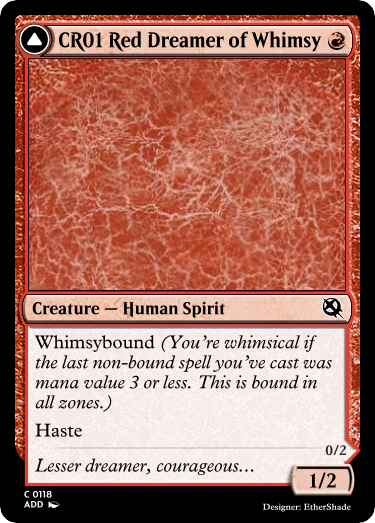 CR01 Red Dreamer of Whimsy
Creature — Human Spirit
Whimsybound (You're whimsical if
the last non-bound spell you've cast was
mana value 3 or less. This is bound in
all zones.)
Haste
0/2
Lesser dreamer, courageous...
1/2
C 0118
ADD
Designer: EtherShade